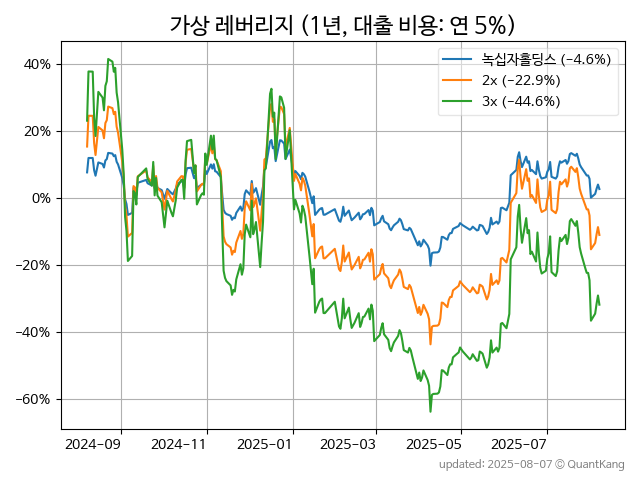 가상 레버리지 (1년, 대출 비용: 연 5%)
녹십자홀딩스 (−4.6%)
2x (−22.9%)
3x (−44.6%)
40%
20%
0%
−20%
−40%
−60%
2024-09
2024-11
2025-01
2025-03
2025-05
2025-07
updated: 2025-08-07 © QuantKang